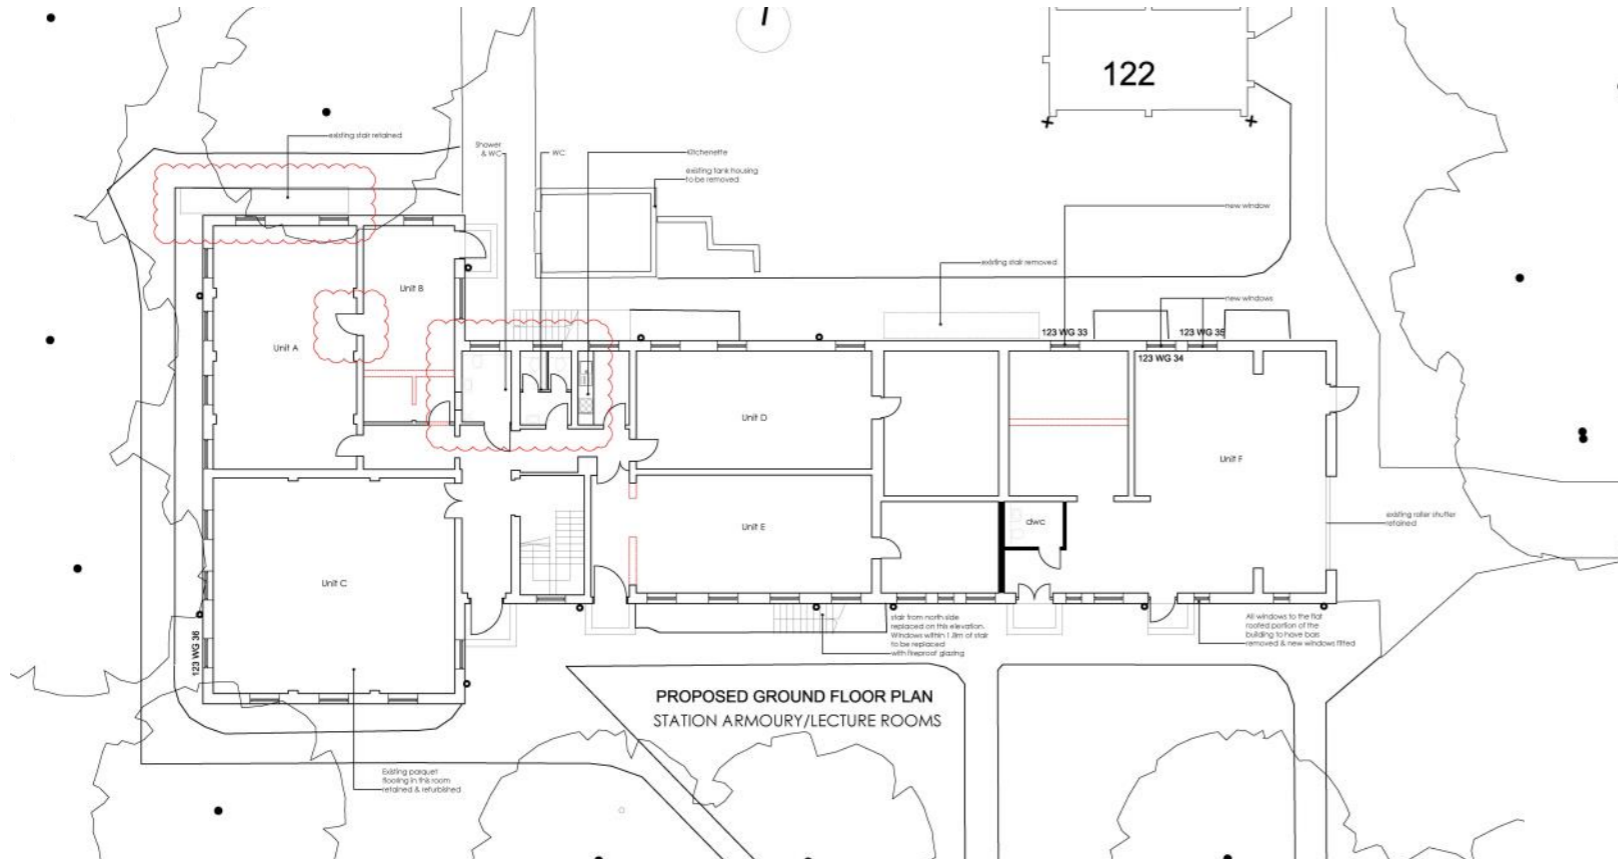 122
existing stair retained
Shower
& WC
WC
Kitchenette
existing tank housing
to be removed
new window
existing stair removed
new windows
123 WG 33
123 WG 35
123 WG 34
Unit B
Unit A
Unit D
Unit F
Unit E
dwc
existing roller shutter
retained
Unit C
123 WG 36
stair from north side
replaced on this elevation.
Windows within 1.8m of stair
to be replaced
with fireproof glazing
All windows to the flat
roofed portion of the
building to have bars
removed & new windows fitted
PROPOSED GROUND FLOOR PLAN
STATION ARMOURY/LECTURE ROOMS
Existing parquet
flooring in this room
retained & refurbished